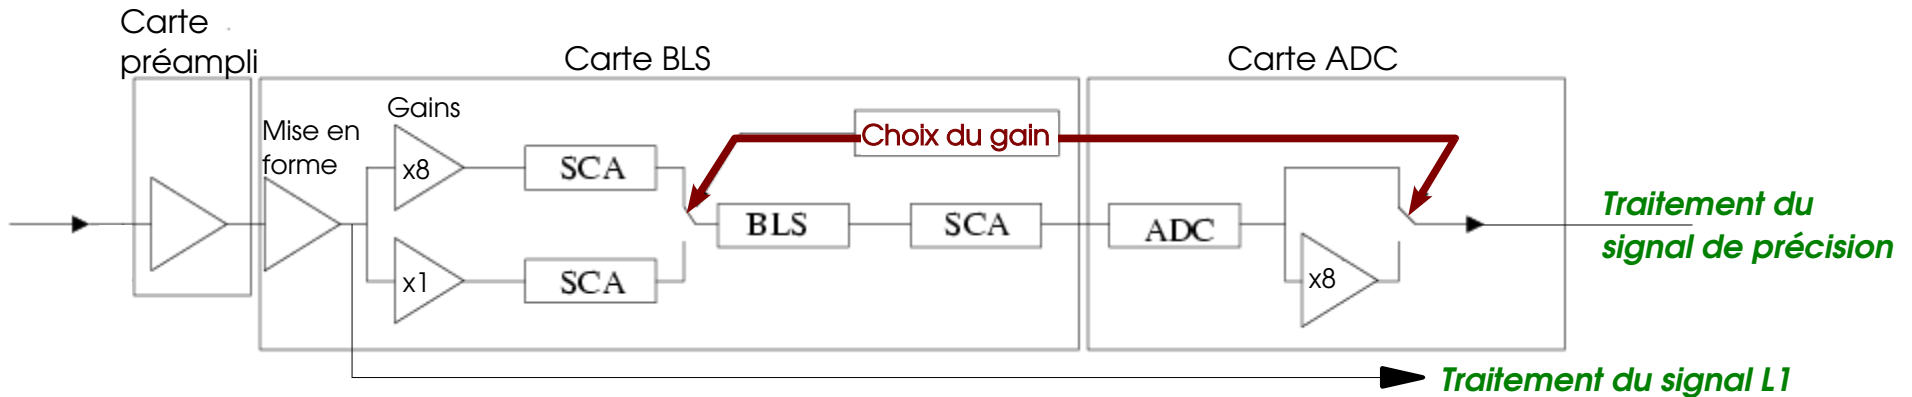 Carte
préampli
Carte BLS
Carte ADC
Gains
Mise en
forme
Choix du gain
x8
SCA
BLS
SCA
ADC
Traitement du
signal de précision
x1
SCA
x8
Traitement du signal L1